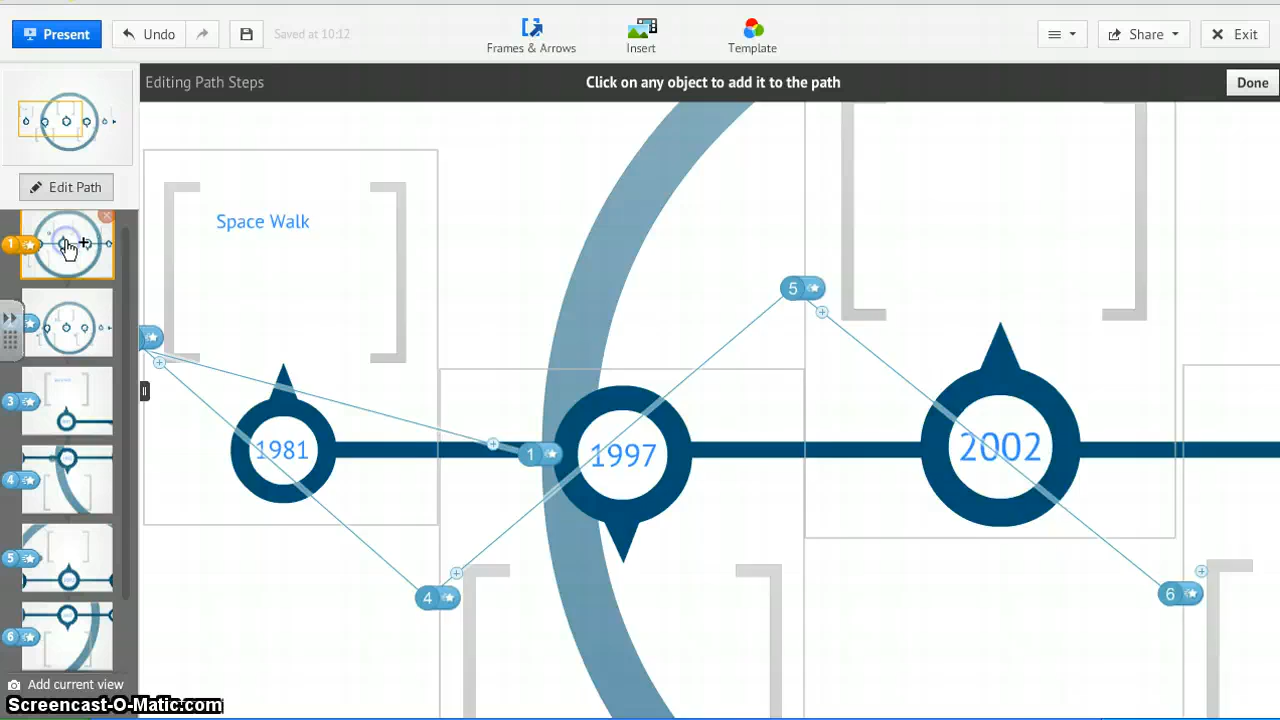 Present
Undo
Saved at 10:12
Frames & Arrows
Insert
Template
Share
Exit
Editing Path Steps
Click on any object to add it to the path
Done
Edit Path
1
3
4
5
6
Add current view
Space Walk
1981
1
1997
5
2002
4
6
Screencast-O-Matic.com